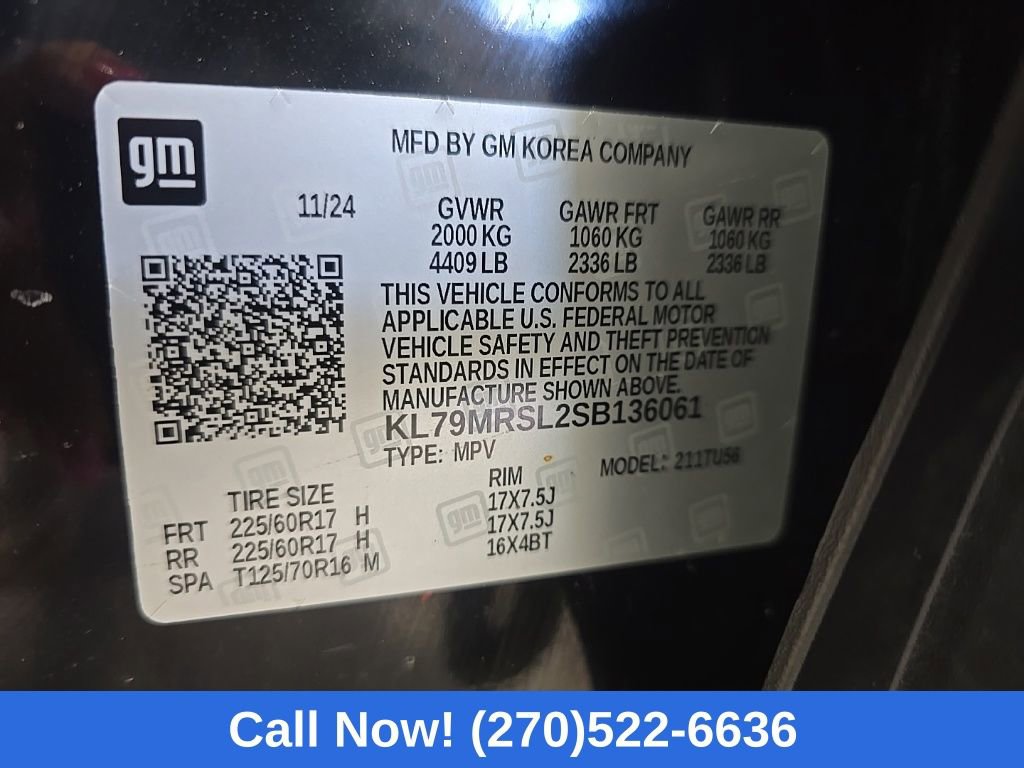 gm
MFD BY GM KOREA COMPANY
11/24 GVWR GAWR FRT GAWR RR
2000 KG 1060 KG 1060 KG
4409 LB 2336 LB 2336 LB
THIS VEHICLE CONFORMS TO ALL
APPLICABLE U.S. FEDERAL MOTOR
VEHICLE SAFETY AND THEFT PREVENTION
STANDARDS IN EFFECT ON THE DATE OF
MANUFACTURE SHOWN ABOVE.
KL79MRSL2SB136061
TYPE: MPV MODEL: 211TU56
TIRE SIZE RIM
FRT 225/60R17 H 17X7.5J
RR 225/60R17 H 17X7.5J
SPA T125/70R16 M 16X4BT
Call Now! (270)522-6636